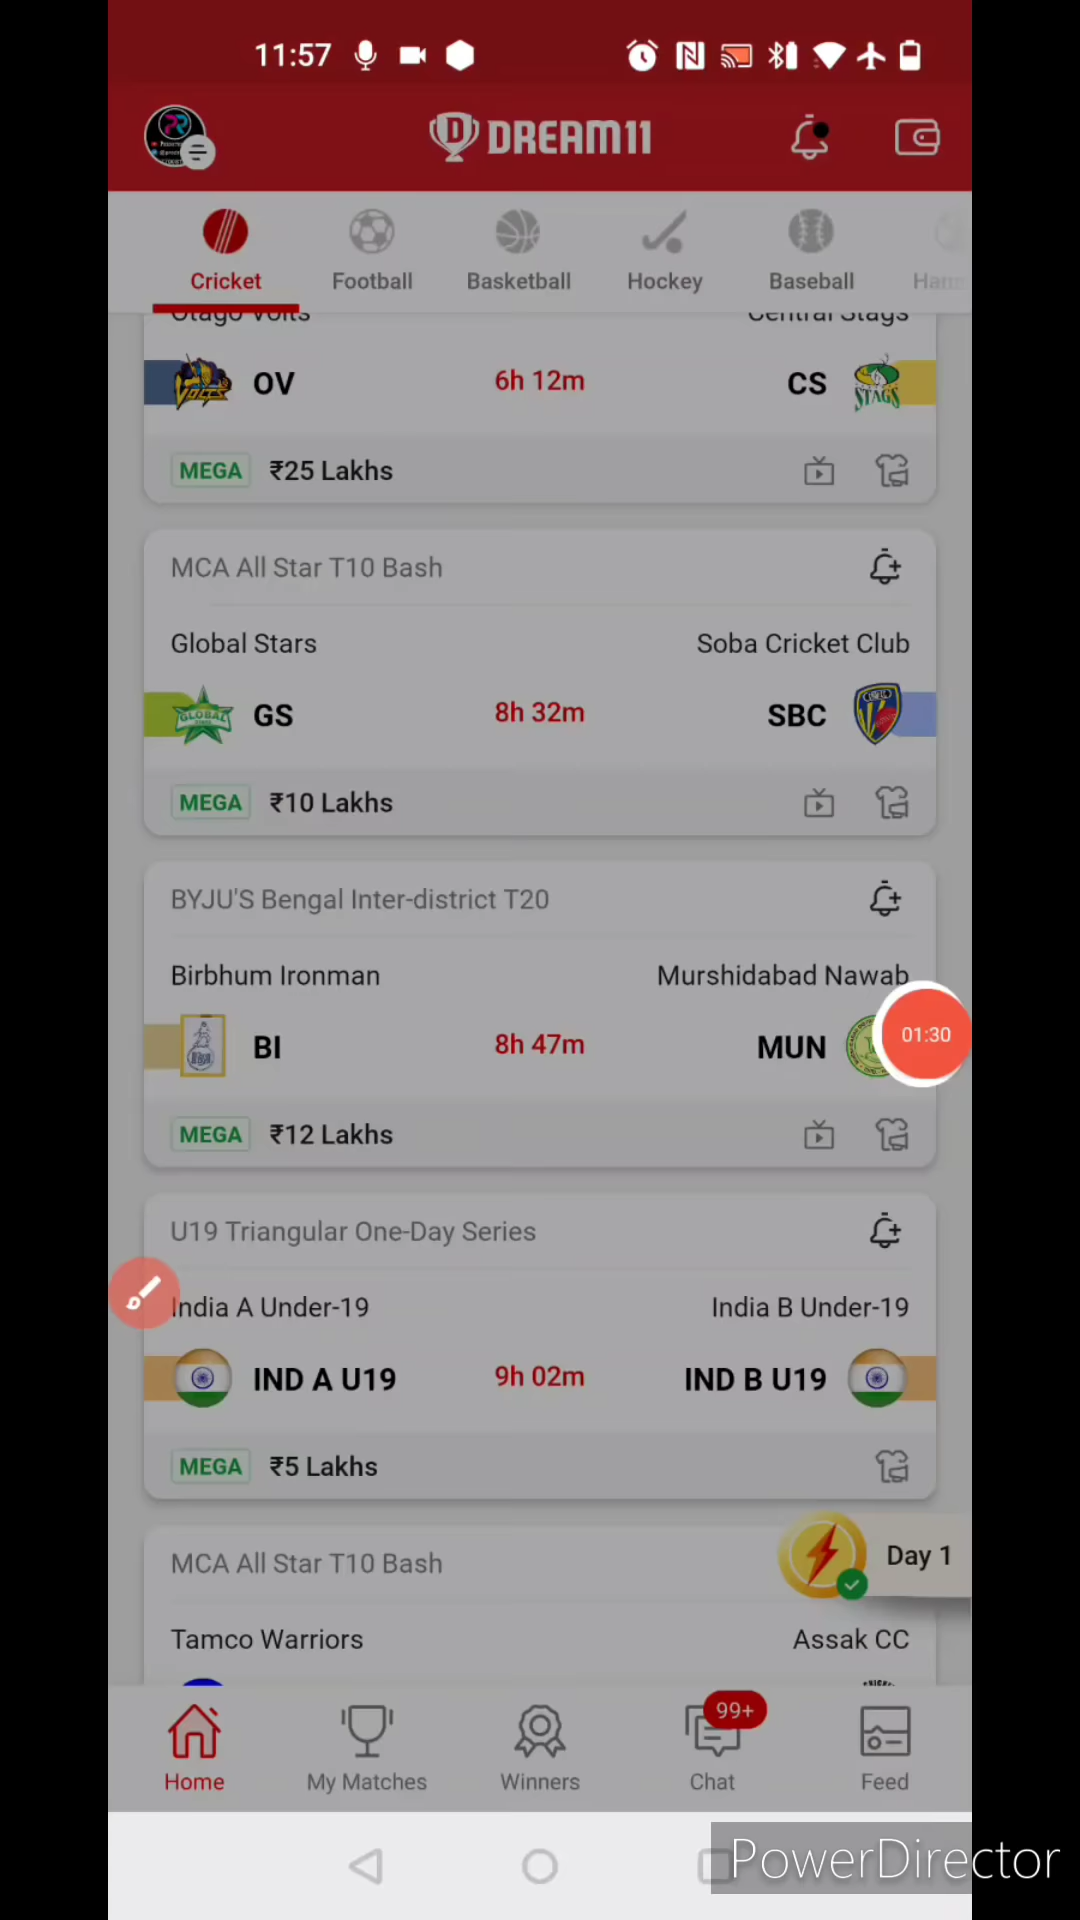 11:57
DREAM11
Cricket Football Basketball Hockey Baseball
Otago Volts Central Stags
OV 6h 12m CS
MEGA ₹25 Lakhs
MCA All Star T10 Bash
Global Stars Soba Cricket Club
GS 8h 32m SBC
MEGA ₹10 Lakhs
BYJU'S Bengal Inter-district T20
Birbhum Ironman Murshidabad Nawab
BI 8h 47m MUN
01:30
MEGA ₹12 Lakhs
U19 Triangular One-Day Series
India A Under-19 India B Under-19
IND A U19 9h 02m IND B U19
MEGA ₹5 Lakhs
MCA All Star T10 Bash
Day 1
Tamco Warriors Assak CC
99+
Home My Matches Winners Chat Feed
PowerDirector